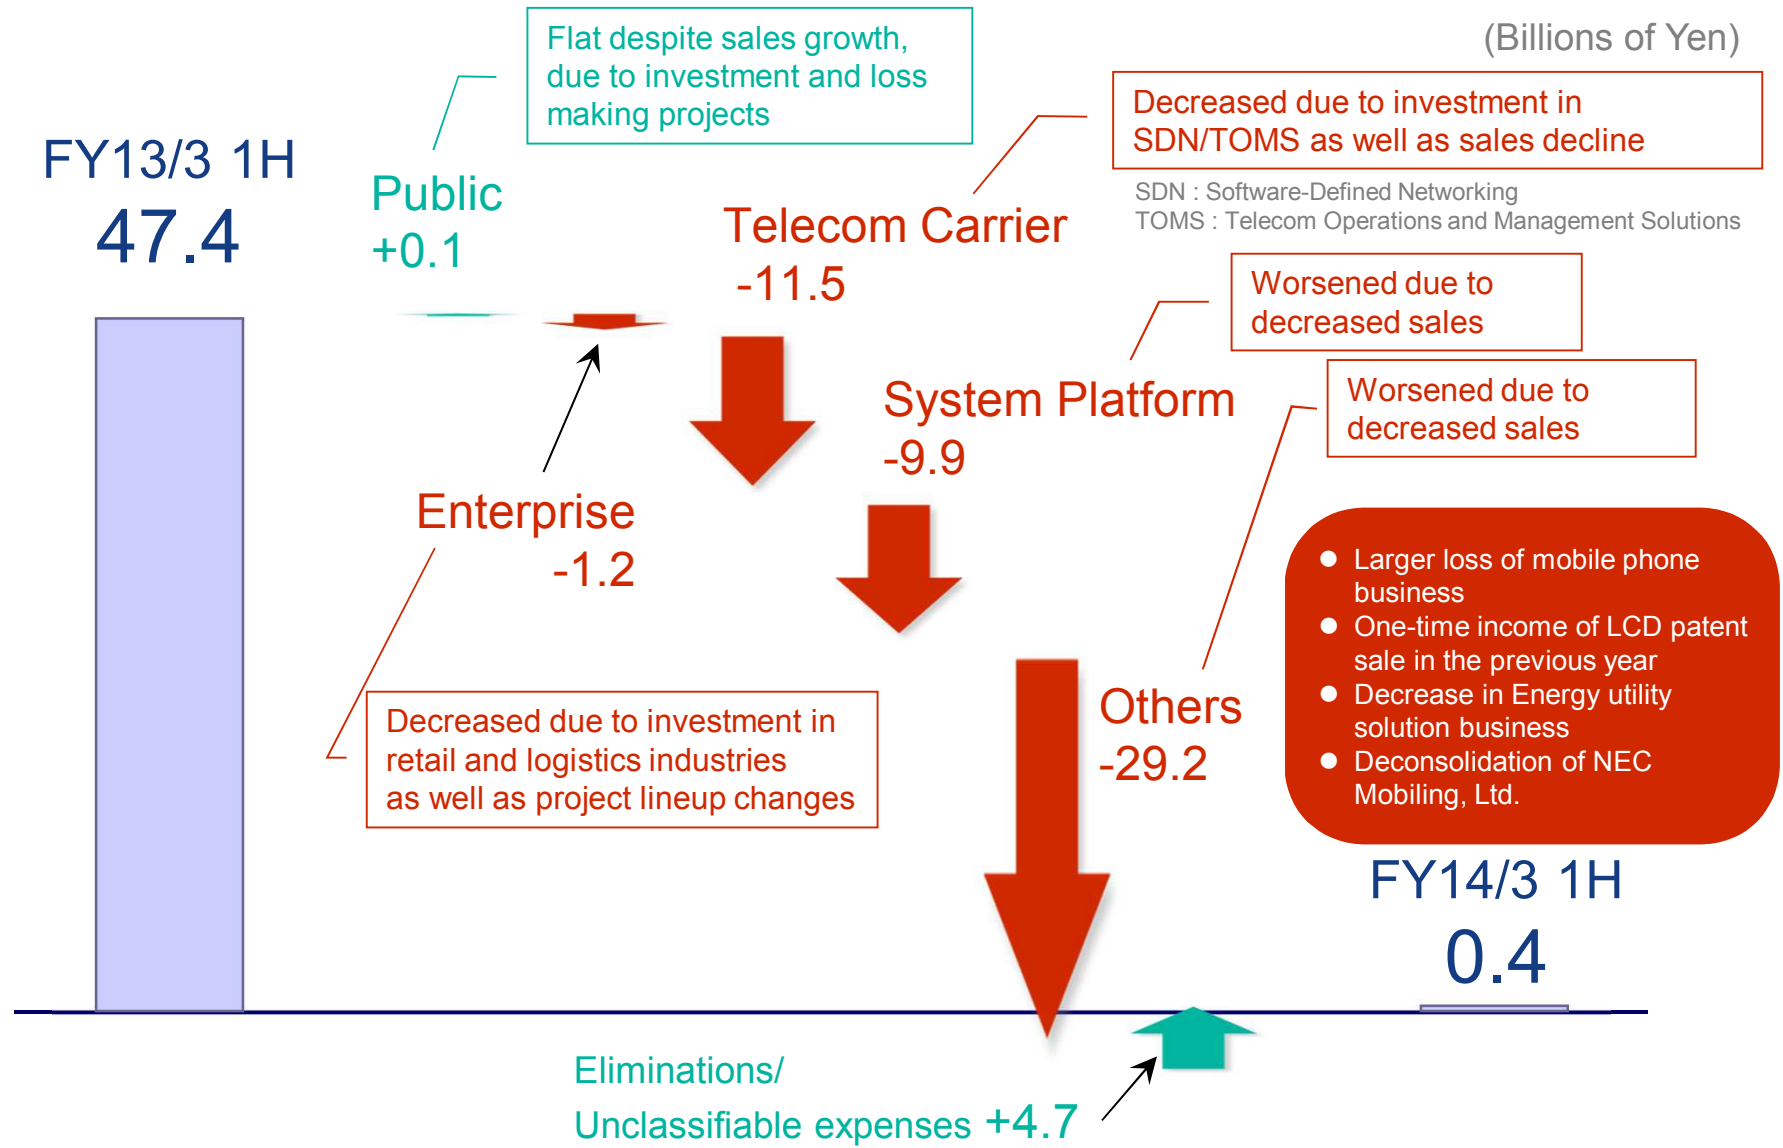 (Billions of Yen)
Flat despite sales growth,
due to investment and loss
making projects
Decreased due to investment in
SDN/TOMS as well as sales decline
SDN : Software-Defined Networking
TOMS : Telecom Operations and Management Solutions
FY13/3 1H
47.4
Public
+0.1
Telecom Carrier
-11.5
Worsened due to
decreased sales
System Platform
-9.9
Worsened due to
decreased sales
Enterprise
-1.2
Decreased due to investment in
retail and logistics industries
as well as project lineup changes
Others
-29.2
● Larger loss of mobile phone
business
● One-time income of LCD patent
sale in the previous year
● Decrease in Energy utility
solution business
● Deconsolidation of NEC
Mobiling, Ltd.
FY14/3 1H
0.4
Eliminations/
Unclassifiable expenses +4.7